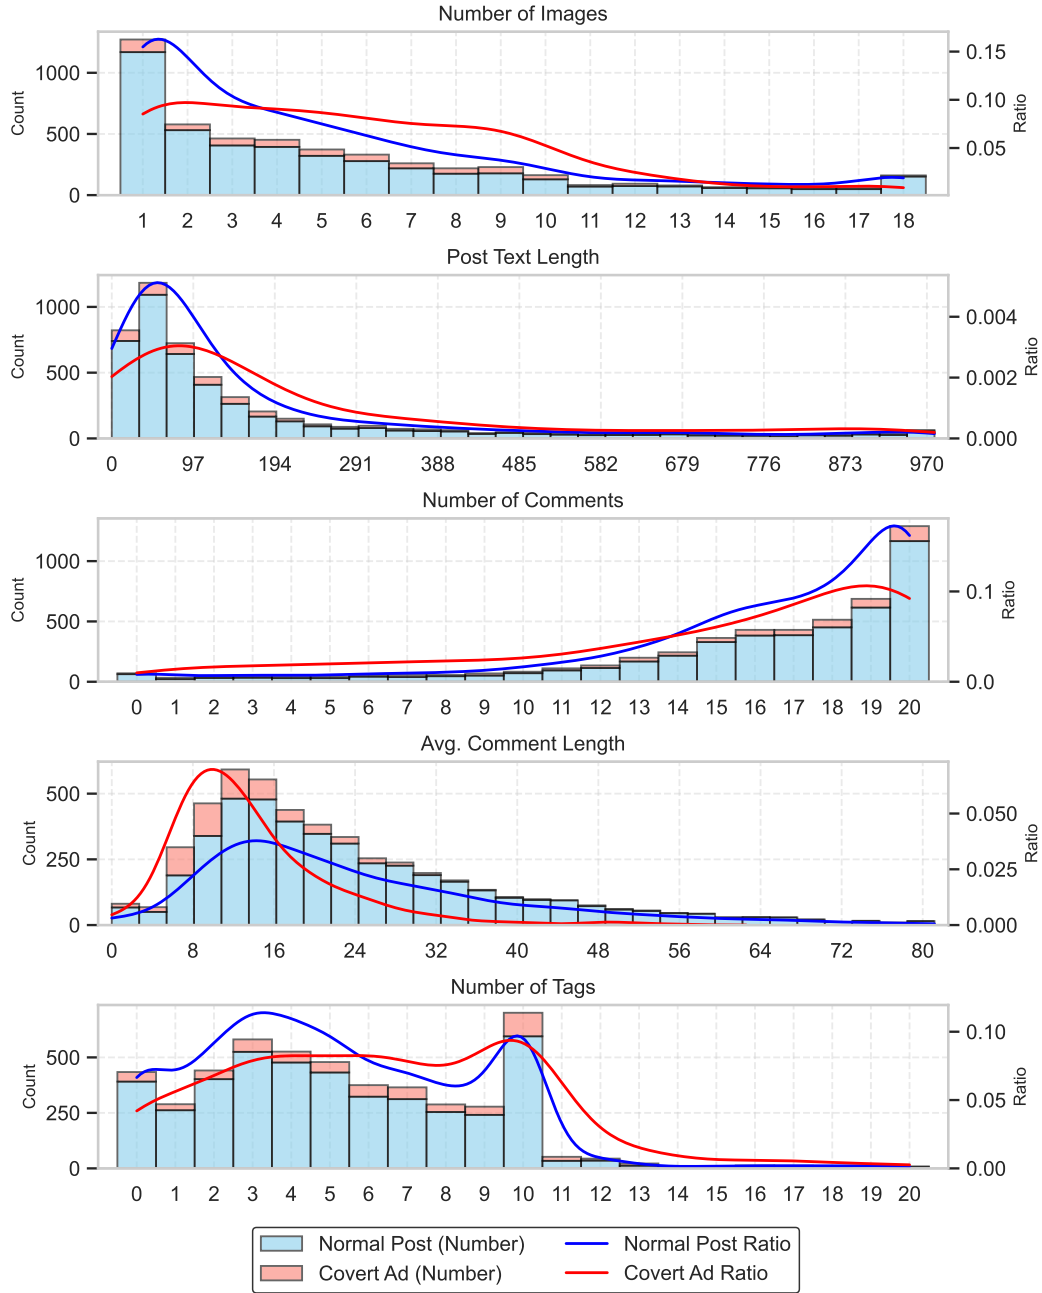 Number of Images
1000
500
0
Count
0.15
0.10
0.05
Ratio
1 2 3 4 5 6 7 8 9 10 11 12 13 14 15 16 17 18
Post Text Length
1000
500
0
Count
0.004
0.002
0.000
Ratio
0 97 194 291 388 485 582 679 776 873 970
Number of Comments
1000
500
0
Count
0.1
0.0
Ratio
0 1 2 3 4 5 6 7 8 9 10 11 12 13 14 15 16 17 18 19 20
Avg. Comment Length
500
250
0
Count
0.050
0.025
0.000
Ratio
0 8 16 24 32 40 48 56 64 72 80
Number of Tags
500
250
0
Count
0.10
0.05
0.00
Ratio
0 1 2 3 4 5 6 7 8 9 10 11 12 13 14 15 16 17 18 19 20
Normal Post (Number) Normal Post Ratio
Covert Ad (Number) Covert Ad Ratio